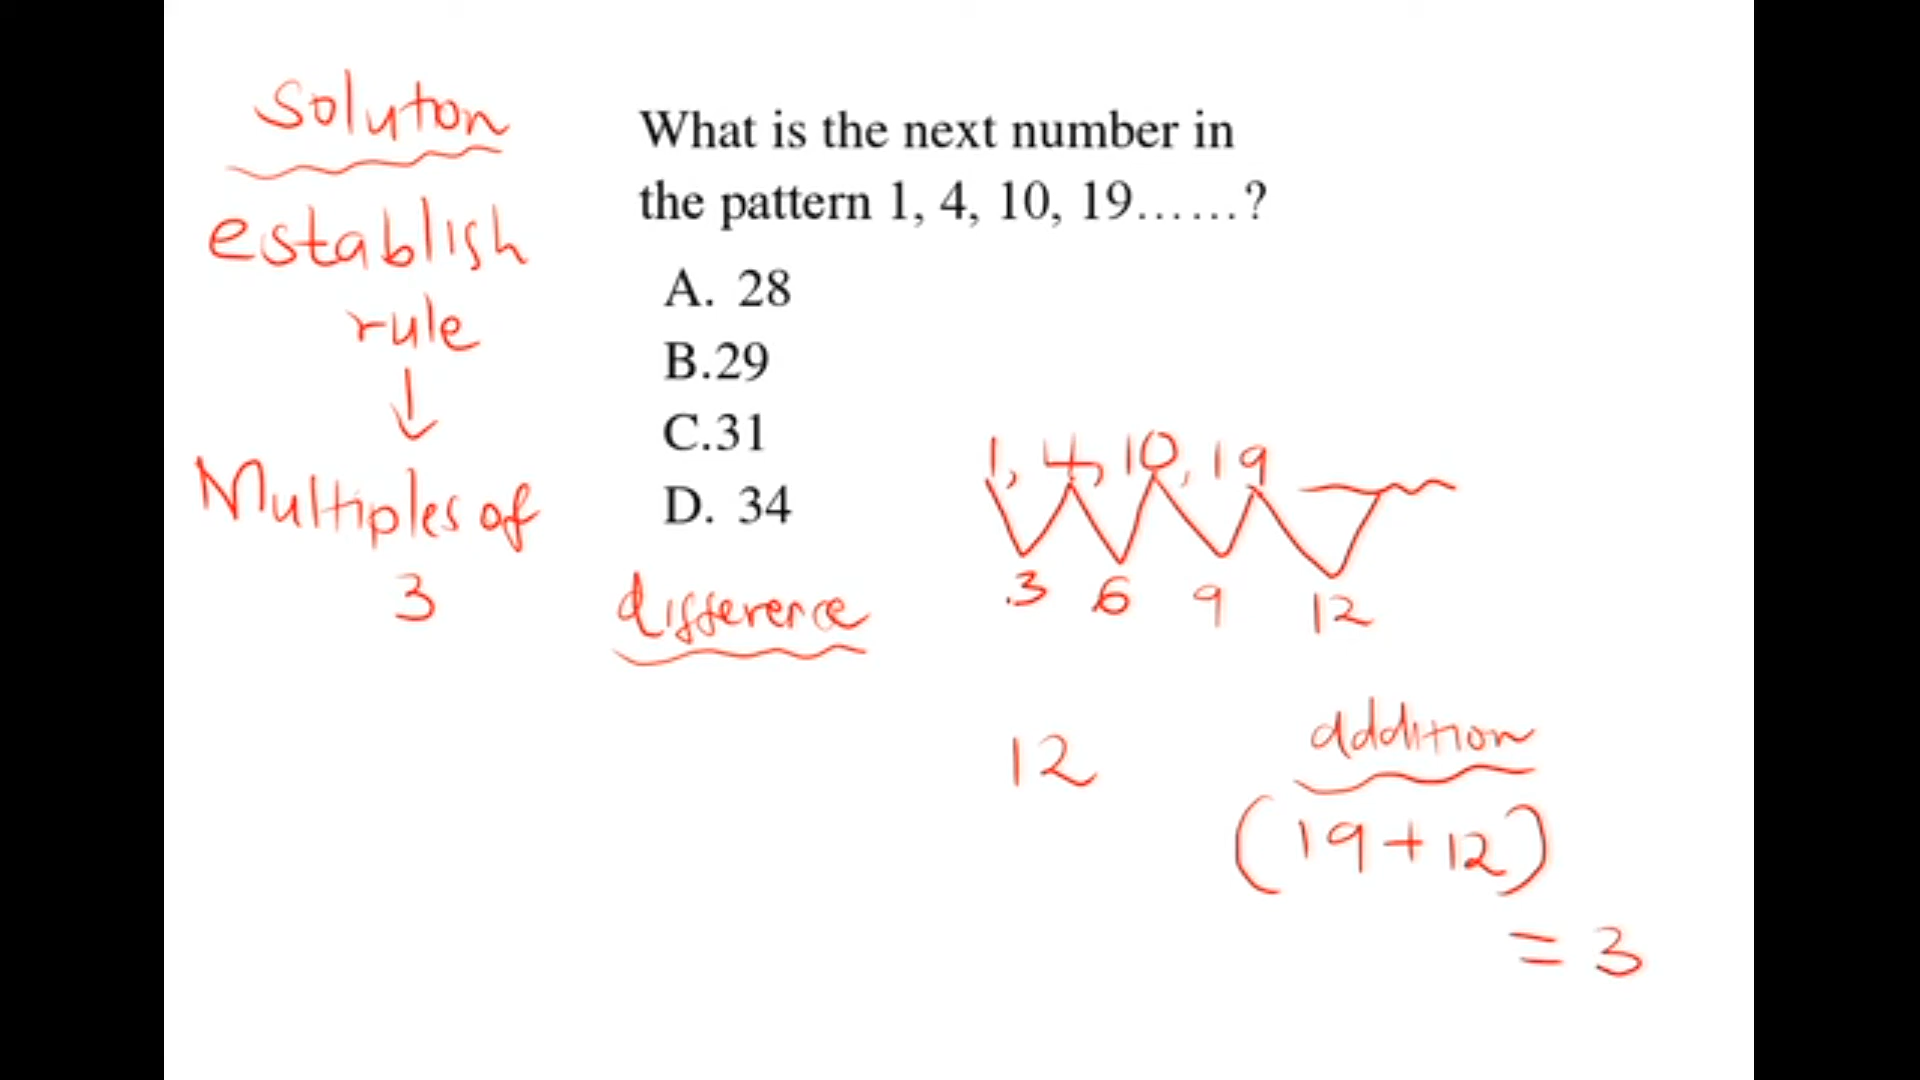 soluton
establish
rule
↓
Multiples of
3
What is the next number in
the pattern 1, 4, 10, 19……?
A. 28
B.29
C.31
D. 34
difference
1, 4, 10, 19
3 6 9 12
12
addition
(19+12)
= 3